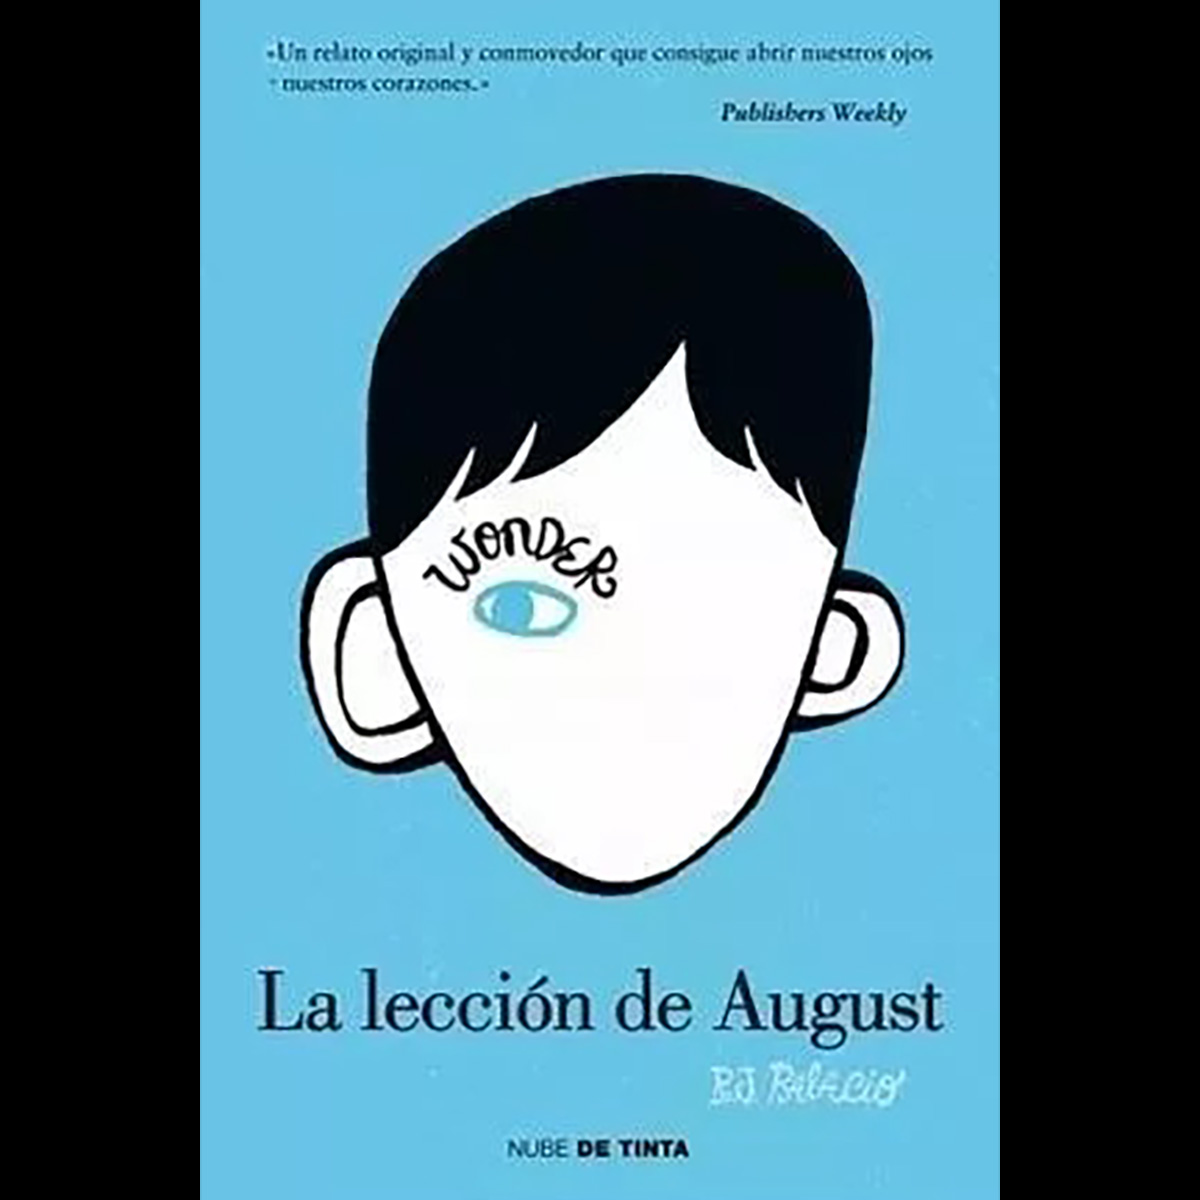 «Un relato original y conmovedor que consigue abrir nuestros ojos
y nuestros corazones.»
Publishers Weekly
WONDER
La lección de August
R.J. Palacio
NUBE DE TINTA